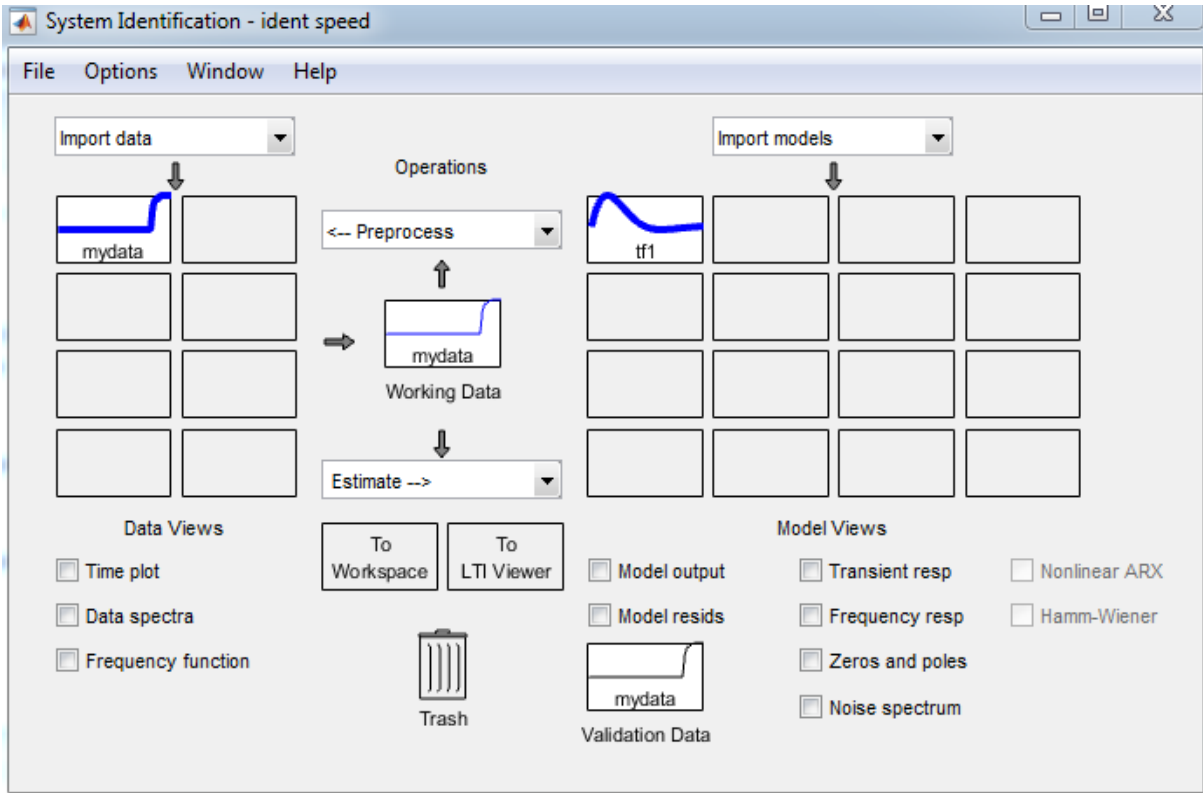 System Identification - ident speed
File Options Window Help
Import data
Import models
Operations
<-- Preprocess
mydata
tf1
mydata
Working Data
Estimate -->
Data Views
Model Views
To Workspace
To LTI Viewer
Time plot
Data spectra
Frequency function
Model output
Transient resp
Nonlinear ARX
Model resids
Frequency resp
Hamm-Wiener
Zeros and poles
Noise spectrum
mydata
Trash
Validation Data